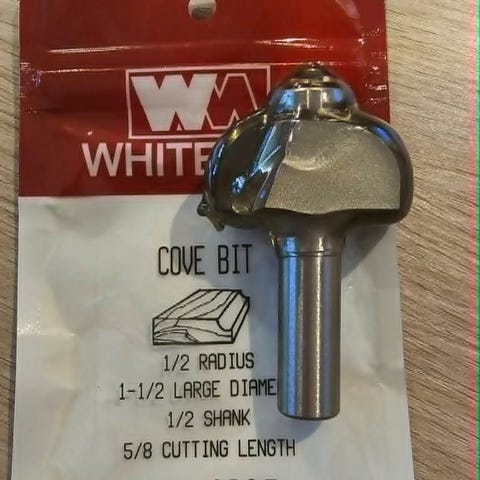 WHITE
COVE BIT
1/2 RADIUS
1-1/2 LARGE DIAME
1/2 SHANK
5/8 CUTTING LENGTH